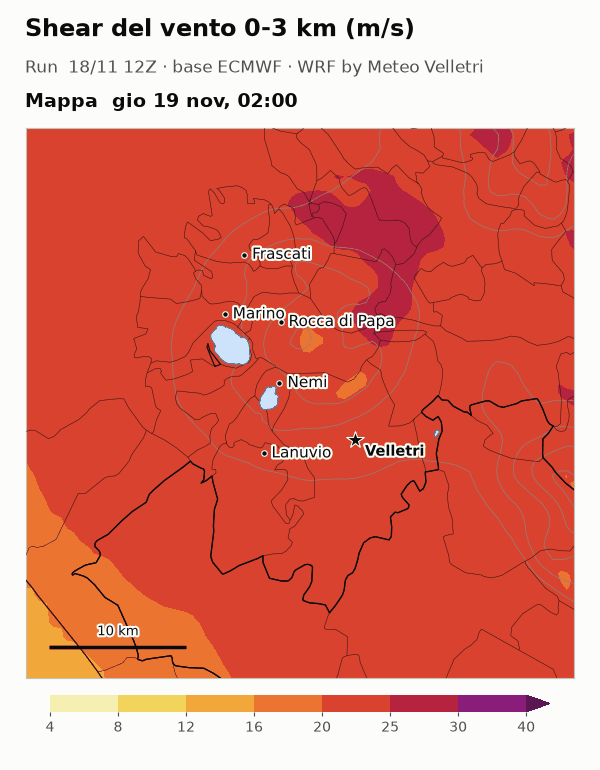 Shear del vento 0-3 km (m/s)
Run  18/11 12Z · base ECMWF · WRF by Meteo Velletri
Mappa  gio 19 nov, 02:00
Frascati
Marino
Rocca di Papa
Nemi
Velletri
Lanuvio
10 km
4 8 12 16 20 25 30 40